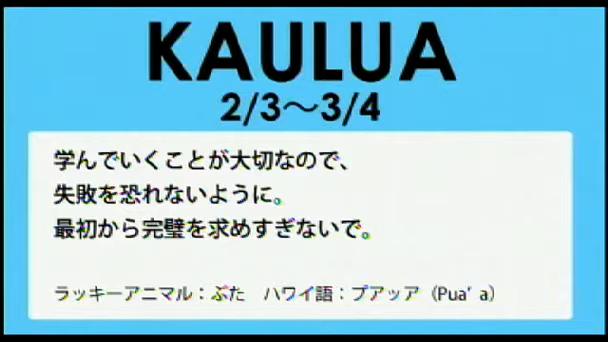 KAULUA
2/3～3/4
学んでいくことが大切なので、
失敗を恐れないように。
最初から完璧を求めすぎないで。
ラッキーアニマル：ぶた　ハワイ語：プアッア（Pua'a）